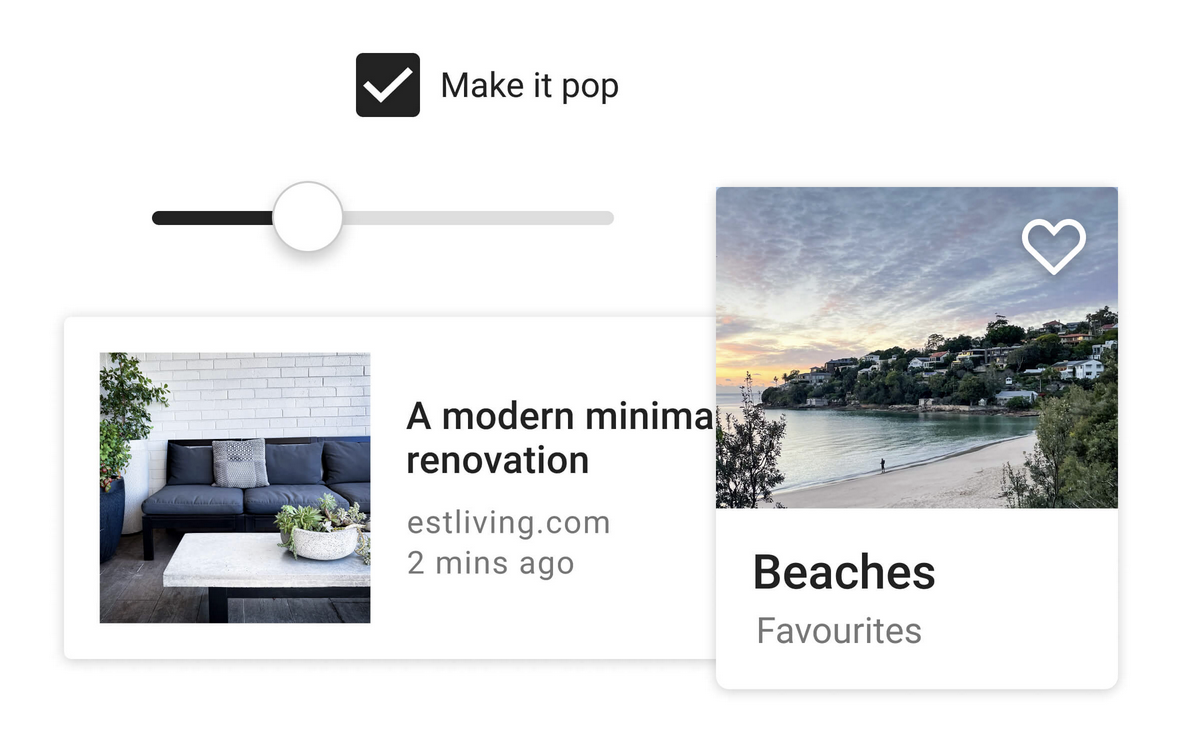 Make it pop
A modern minima
renovation
estliving.com
2 mins ago
Beaches
Favourites